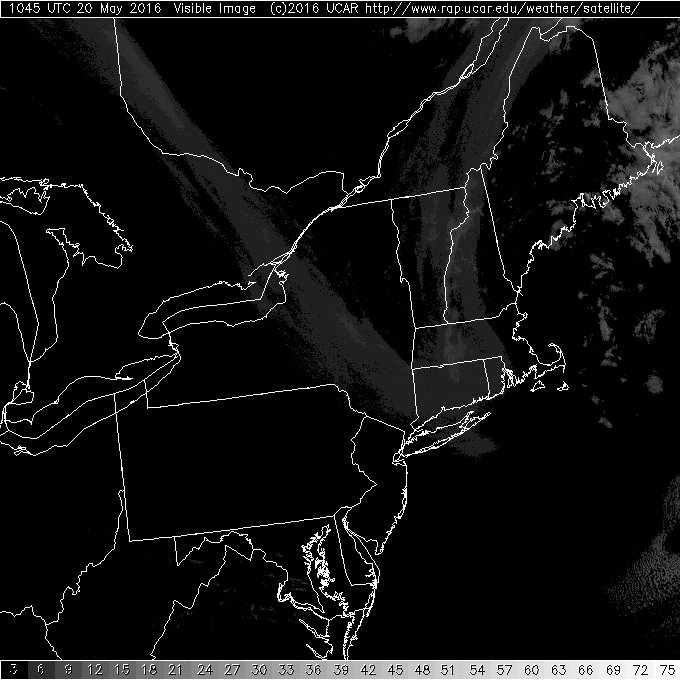 1045 UTC 20 May 2016 Visible Image (c)2016 UCAR http://www.rap.ucar.edu/weather/satellite/
3 6 9 12 15 18 21 24 27 30 33 36 39 42 45 48 51 54 57 60 63 66 69 72 75